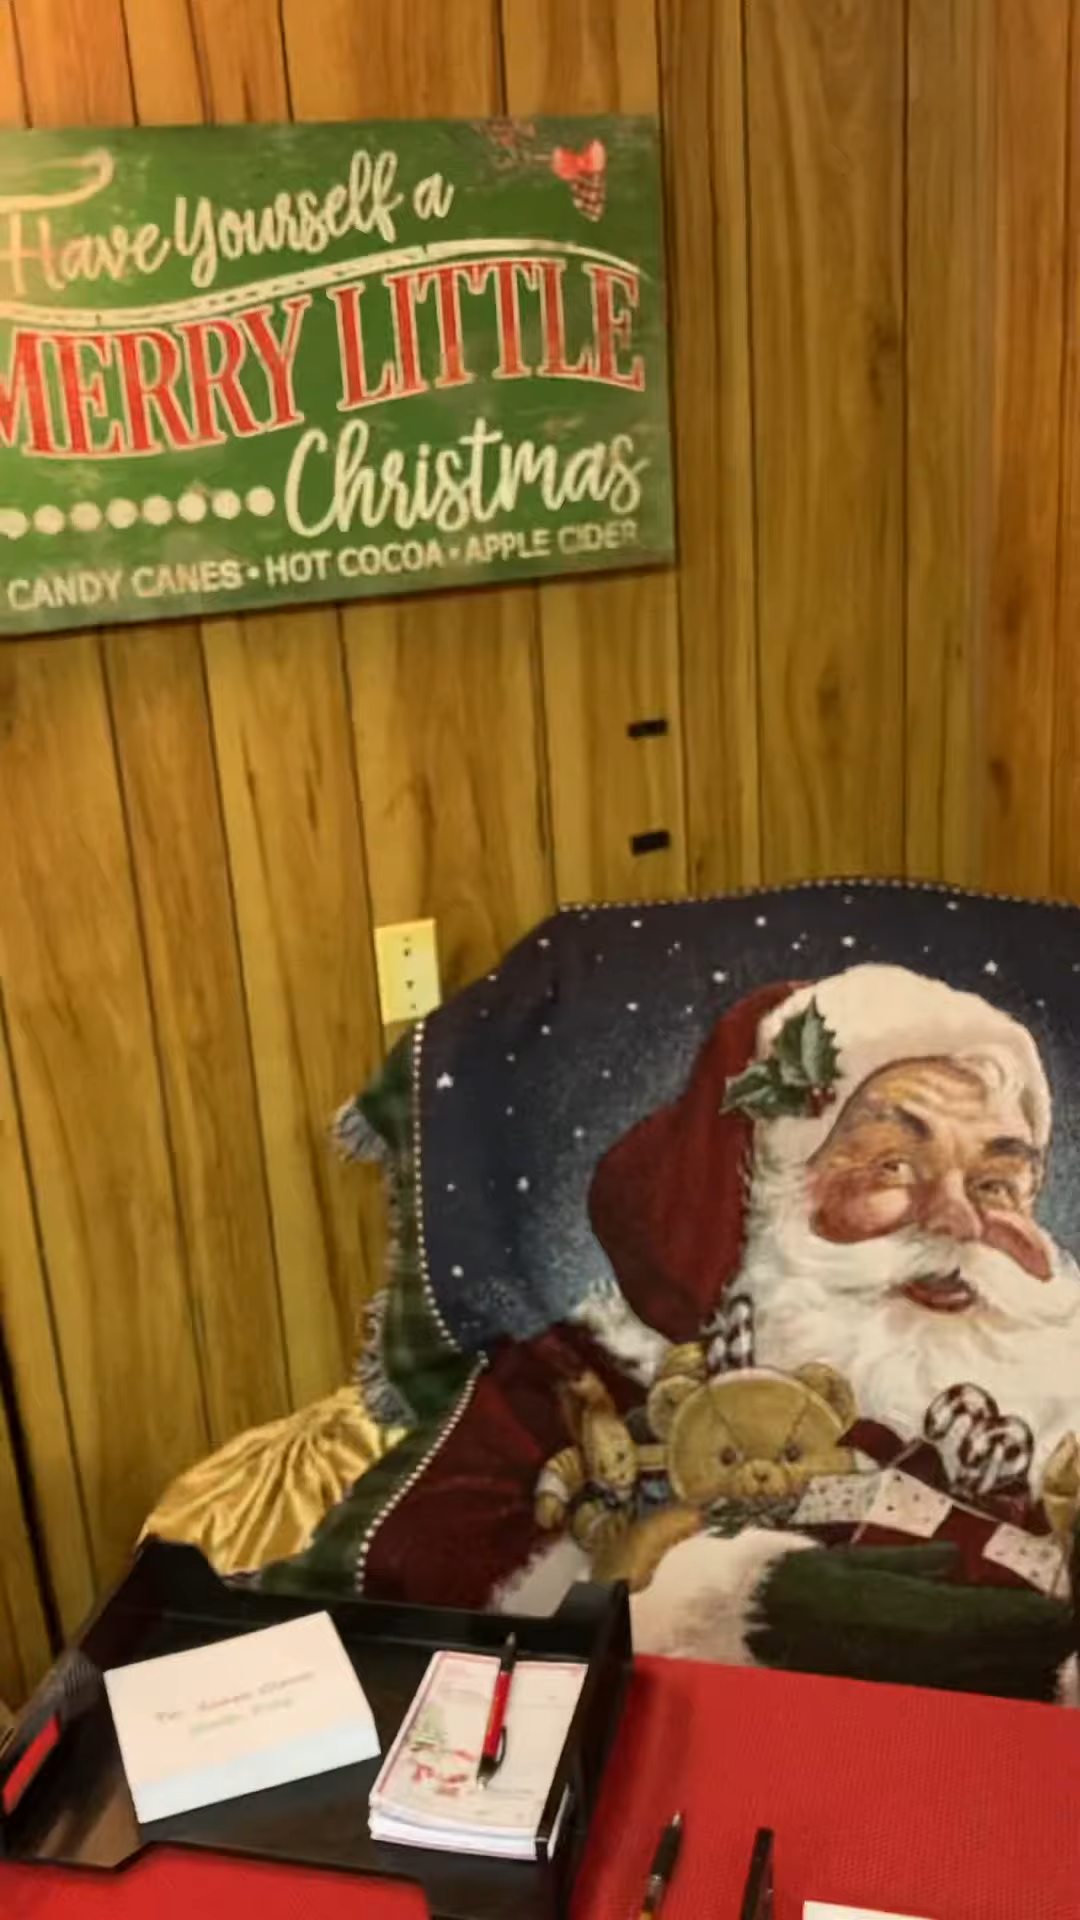 Have Yourself a
MERRY LITTLE
Christmas
CANDY CANES • HOT COCOA • APPLE CIDER